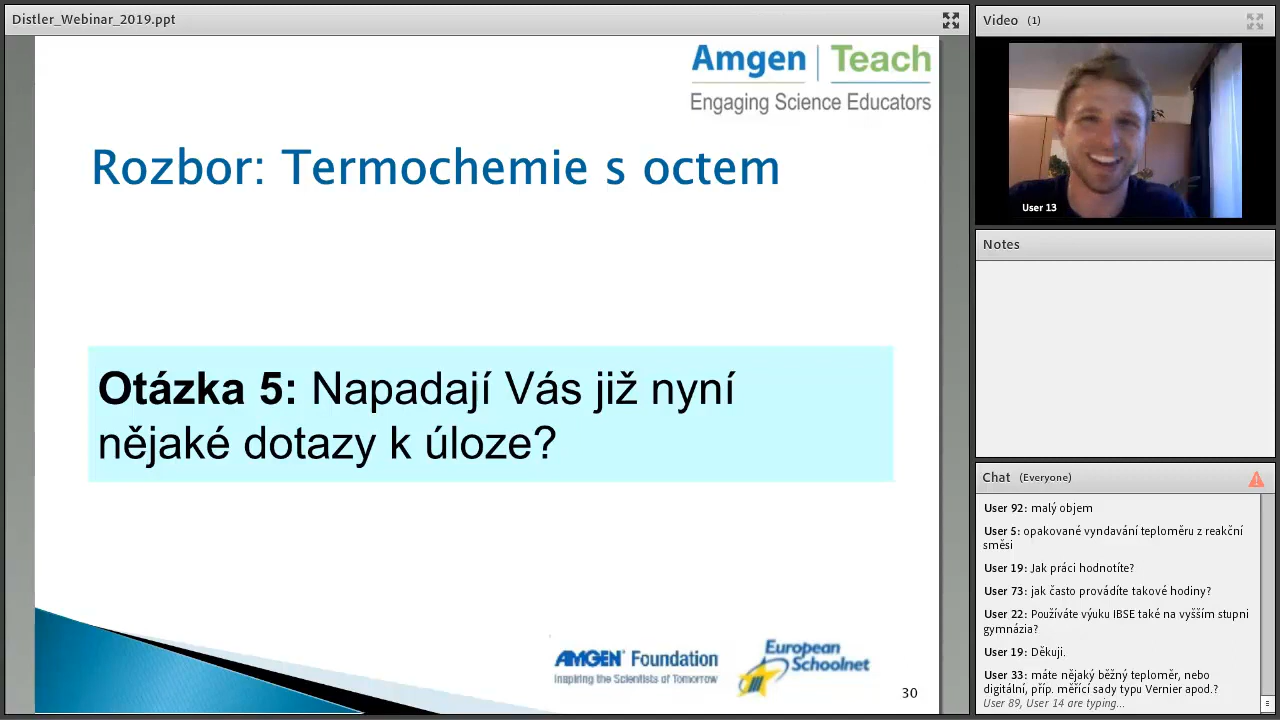 Distler_Webinar_2019.ppt
Amgen Teach
Engaging Science Educators
Rozbor: Termochemie s octem
Otázka 5: Napadají Vás již nyní
nějaké dotazy k úloze?
AMGEN® Foundation
Inspiring the Scientists of Tomorrow
European
Schoolnet
30
Video (1)
User 13
Notes
Chat (Everyone)
User 92: malý objem
User 5: opakované vyndavání teploměru z reakční
směsi
User 19: Jak práci hodnotíte?
User 73: jak často provádíte takové hodiny?
User 22: Používáte výuku IBSE také na vyšším stupni
gymnázia?
User 19: Děkuji.
User 33: máte nějaký běžný teploměr, nebo
digitální, příp. měřící sady typu Vernier apod.?
User 89, User 14 are typing...